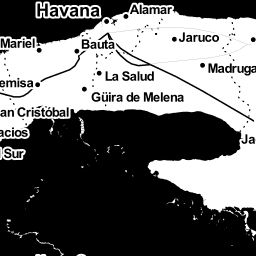 Havana
Alamar
Mariel
Bauta
Jaruco
La Salud
Madruga
emisa
Güira de Melena
an Cristóbal
acios
l Sur
Ja